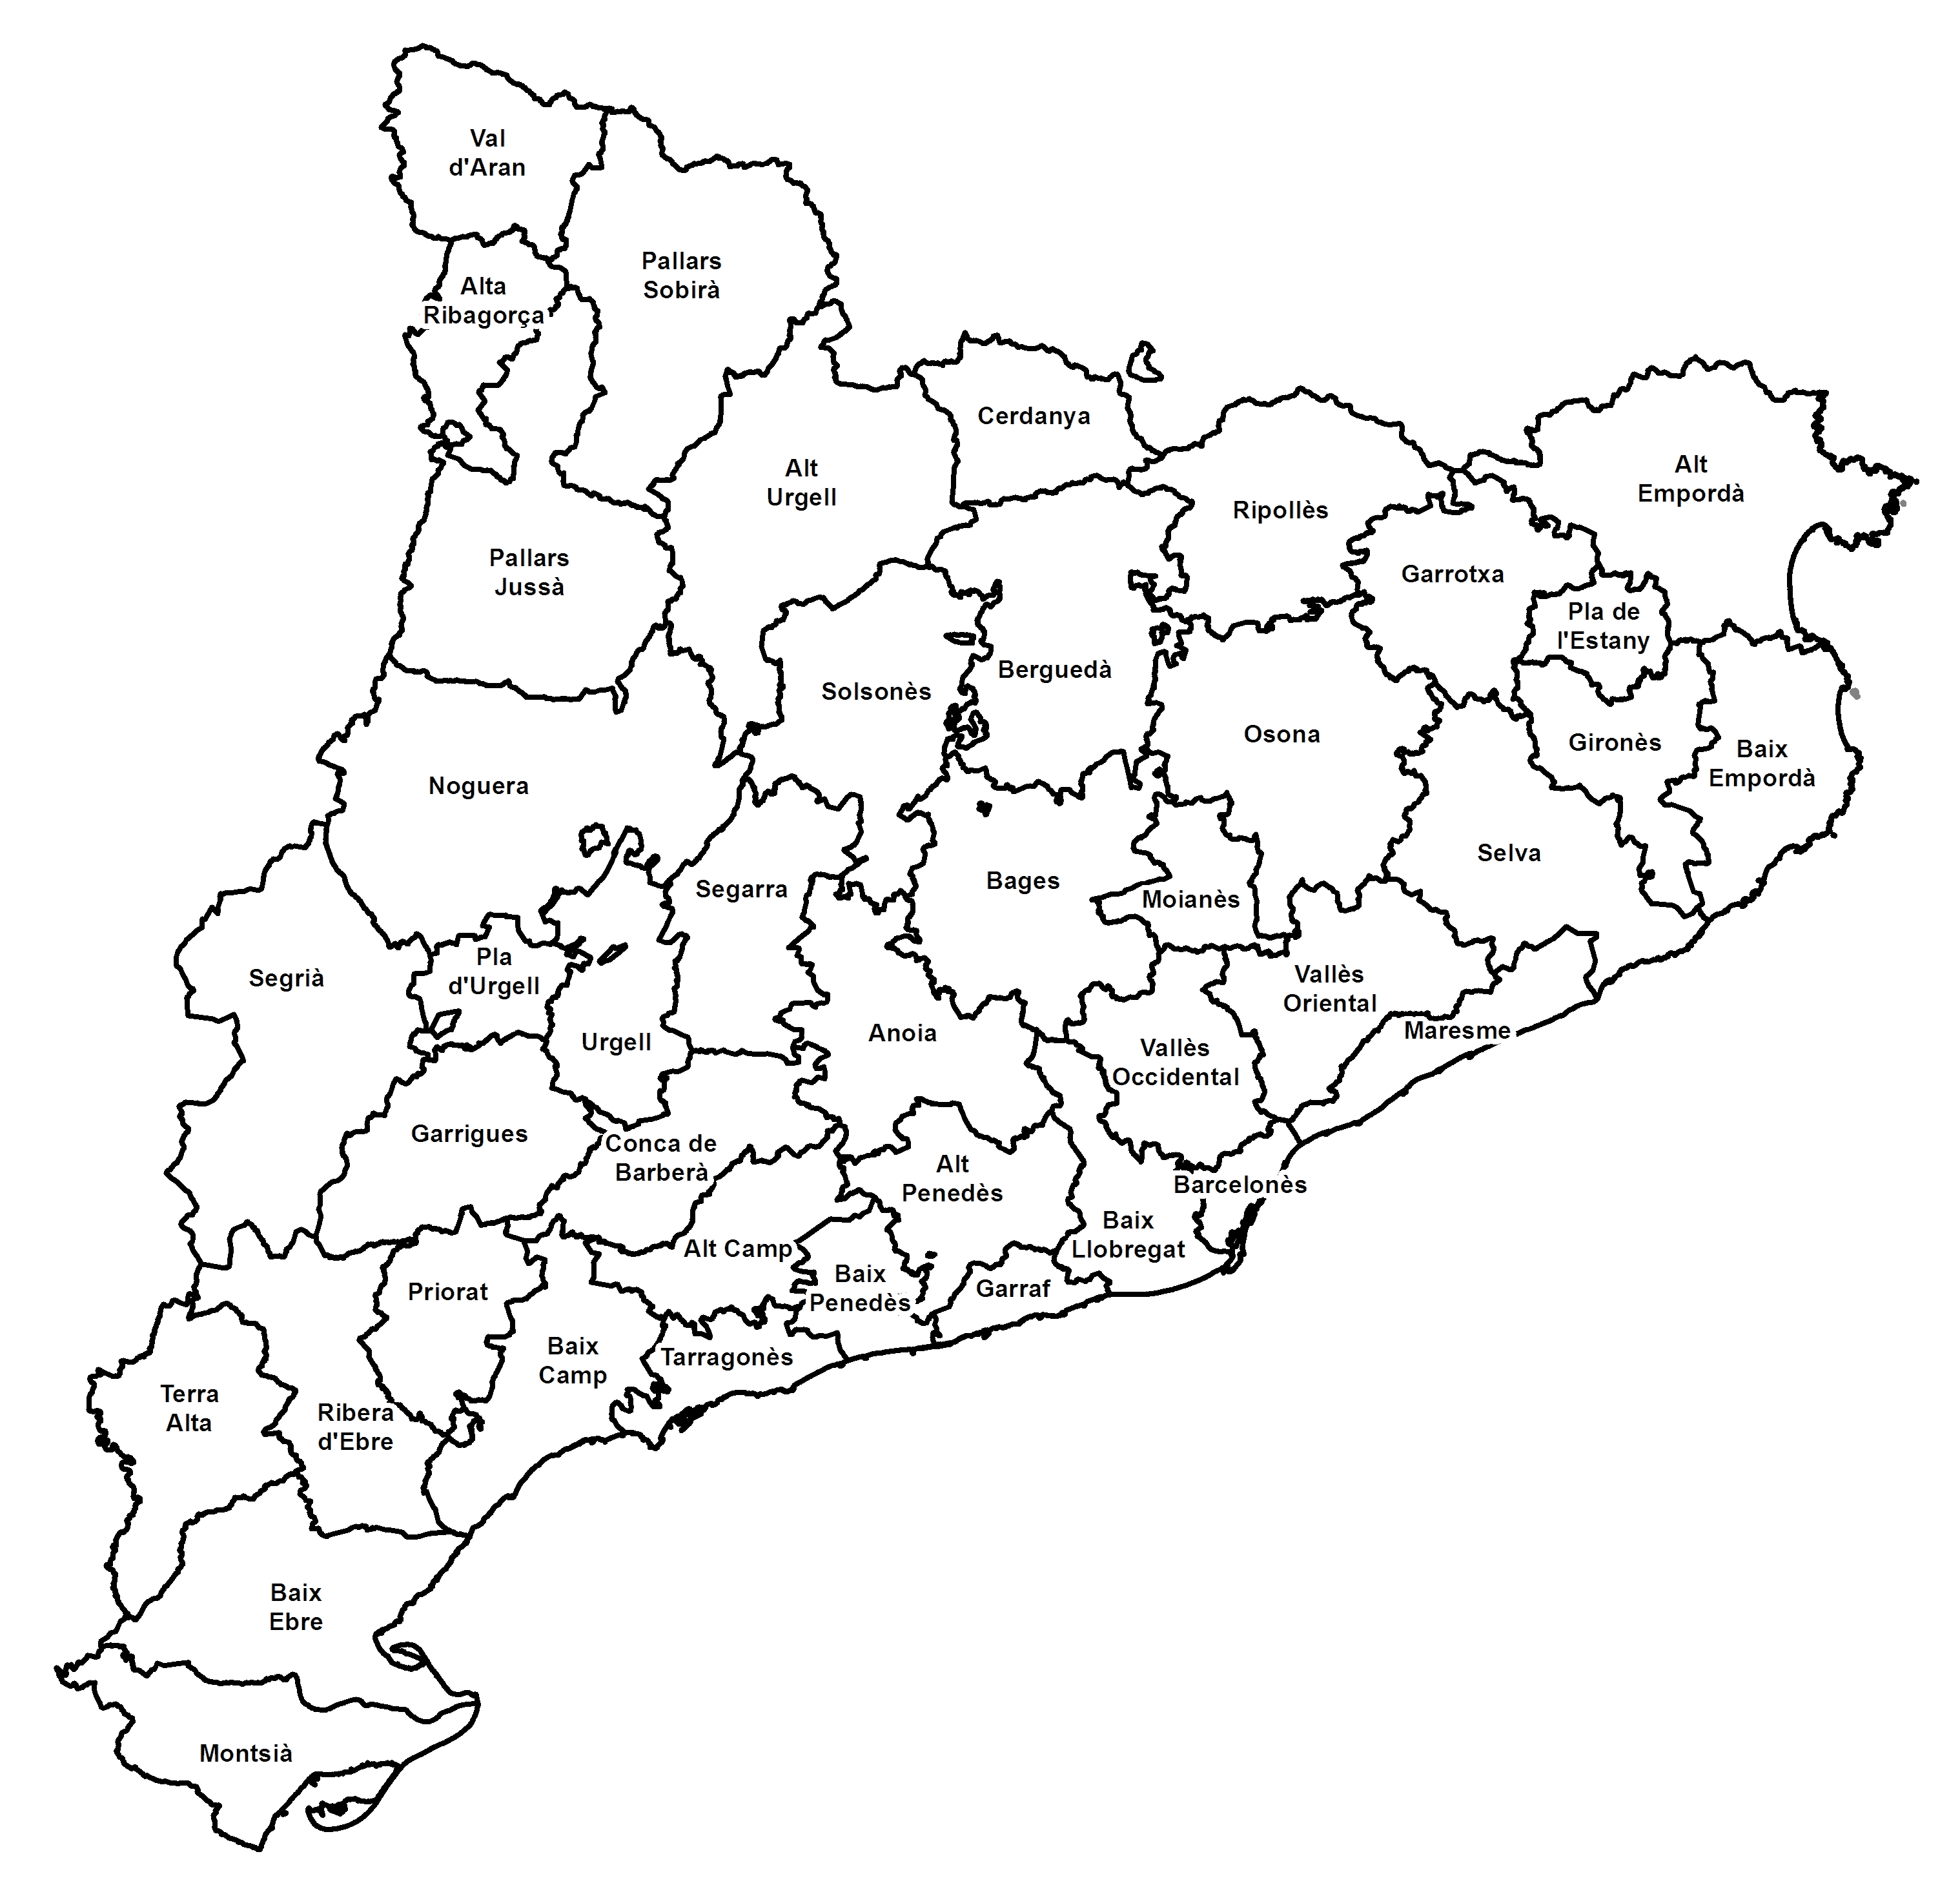 Val
d'Aran
Pallars
Sobirà
Alta
Ribagorça
Cerdanya
Alt
Urgell
Alt
Empordà
Ripollès
Pallars
Jussà
Garrotxa
Pla de
l'Estany
Berguedà
Solsonès
Osona
Gironès
Baix
Empordà
Noguera
Selva
Bages
Segarra
Moianès
Segrià
Pla
d'Urgell
Vallès
Oriental
Maresme
Anoia
Urgell
Vallès
Occidental
Garrigues
Conca de
Barberà
Alt
Penedès
Barcelonès
Baix
Llobregat
Alt Camp
Baix
Penedès
Garraf
Priorat
Baix
Camp
Tarragonès
Terra
Alta
Ribera
d'Ebre
Baix
Ebre
Montsià